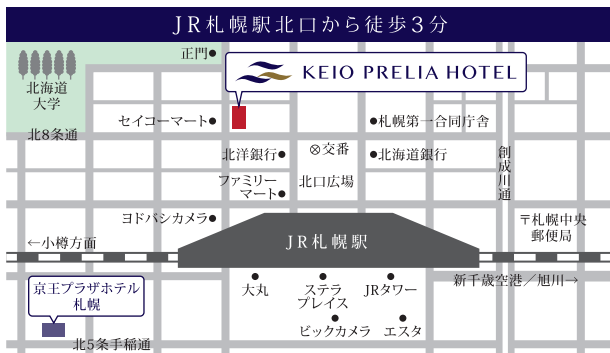 JR札幌駅北口から徒歩3分
正門
KEIO PRELIA HOTEL
北海道
大学
セイコーマート
札幌第一合同庁舎
北8条通
北洋銀行
交番
北海道銀行
創成川通
ファミリー
マート
北口広場
ヨドバシカメラ
〒札幌中央
郵便局
←小樽方面
JR札幌駅
新千歳空港／旭川→
京王プラザホテル
札幌
大丸
ステラ
プレイス
JRタワー
ビックカメラ
エスタ
北5条手稲通